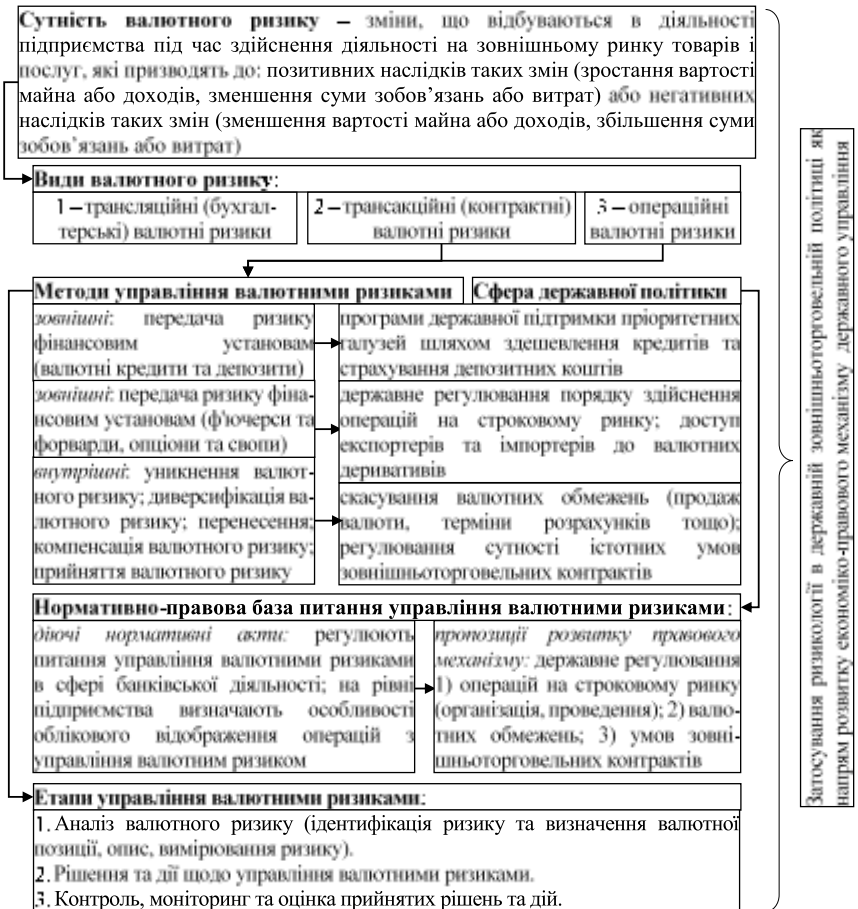 Сутність валютного ризику – зміни, що відбуваються в діяльності
підприємства під час здійснення діяльності на зовнішньому ринку товарів і
послуг, які призводять до: позитивних наслідків таких змін (зростання вартості
майна або доходів, зменшення суми зобов’язань або витрат) або негативних
наслідків таких змін (зменшення вартості майна або доходів, збільшення суми
зобов’язань або витрат)
Види валютного ризику:
1 – трансляційні (бухгал-
терські) валютні ризики
2 – трансакційні (контрактні)
валютні ризики
3 – операційні
валютні ризики
Методи управління валютними ризиками
Сфера державної політики
зовнішні: передача ризику
фінансовим установам
(валютні кредити та депозити)
програми державної підтримки пріоритетних
галузей шляхом здешевлення кредитів та
страхування депозитних коштів
зовнішні: передача ризику фіна-
нсовим установам (ф'ючерси та
форварди, опціони та свопи)
державне регулювання порядку здійснення
операцій на строковому ринку; доступ
експортерів та імпортерів до валютних
деривативів
внутрішні: уникнення валют-
ного ризику; диверсифікація ва-
лютного ризику; перенесення;
компенсація валютного ризику;
прийняття валютного ризику
скасування валютних обмежень (продаж
валюти, терміни розрахунків тощо);
регулювання сутності істотних умов
зовнішньоторговельних контрактів
Нормативно-правова база питання управління валютними ризиками:
діючі нормативні акти: регулюють
питання управління валютними ризиками
в сфері банківської діяльності; на рівні
підприємства визначають особливості
облікового відображення операцій з
управління валютним ризиком
пропозиції розвитку правового
механізму: державне регулювання
1) операцій на строковому ринку
(організація, проведення); 2) валю-
тних обмежень; 3) умов зовні-
шньоторговельних контрактів
Етапи управління валютними ризиками:
1. Аналіз валютного ризику (ідентифікація ризику та визначення валютної
позиції, опис, вимірювання ризику).
2. Рішення та дії щодо управління валютними ризиками.
3. Контроль, моніторинг та оцінка прийнятих рішень та дій.
Затосування ризикології в державній зовнішньоторговельній політиці як
напрям розвитку економіко-правового механізму державного управління